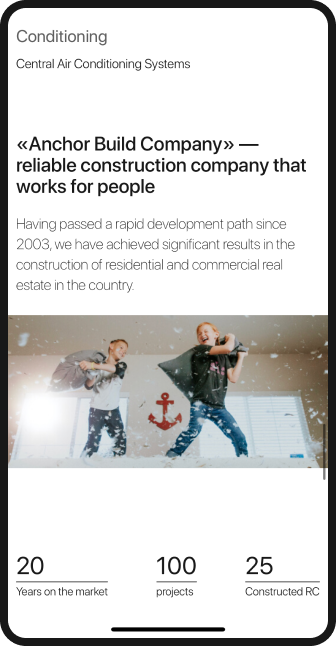 Conditioning
Central Air Conditioning Systems
«Anchor Build Company» —
reliable construction company that
works for people
Having passed a rapid development path since
2003, we have achieved significant results in the
construction of residential and commercial real
estate in the country.
20
Years on the market
100
projects
25
Constructed RC